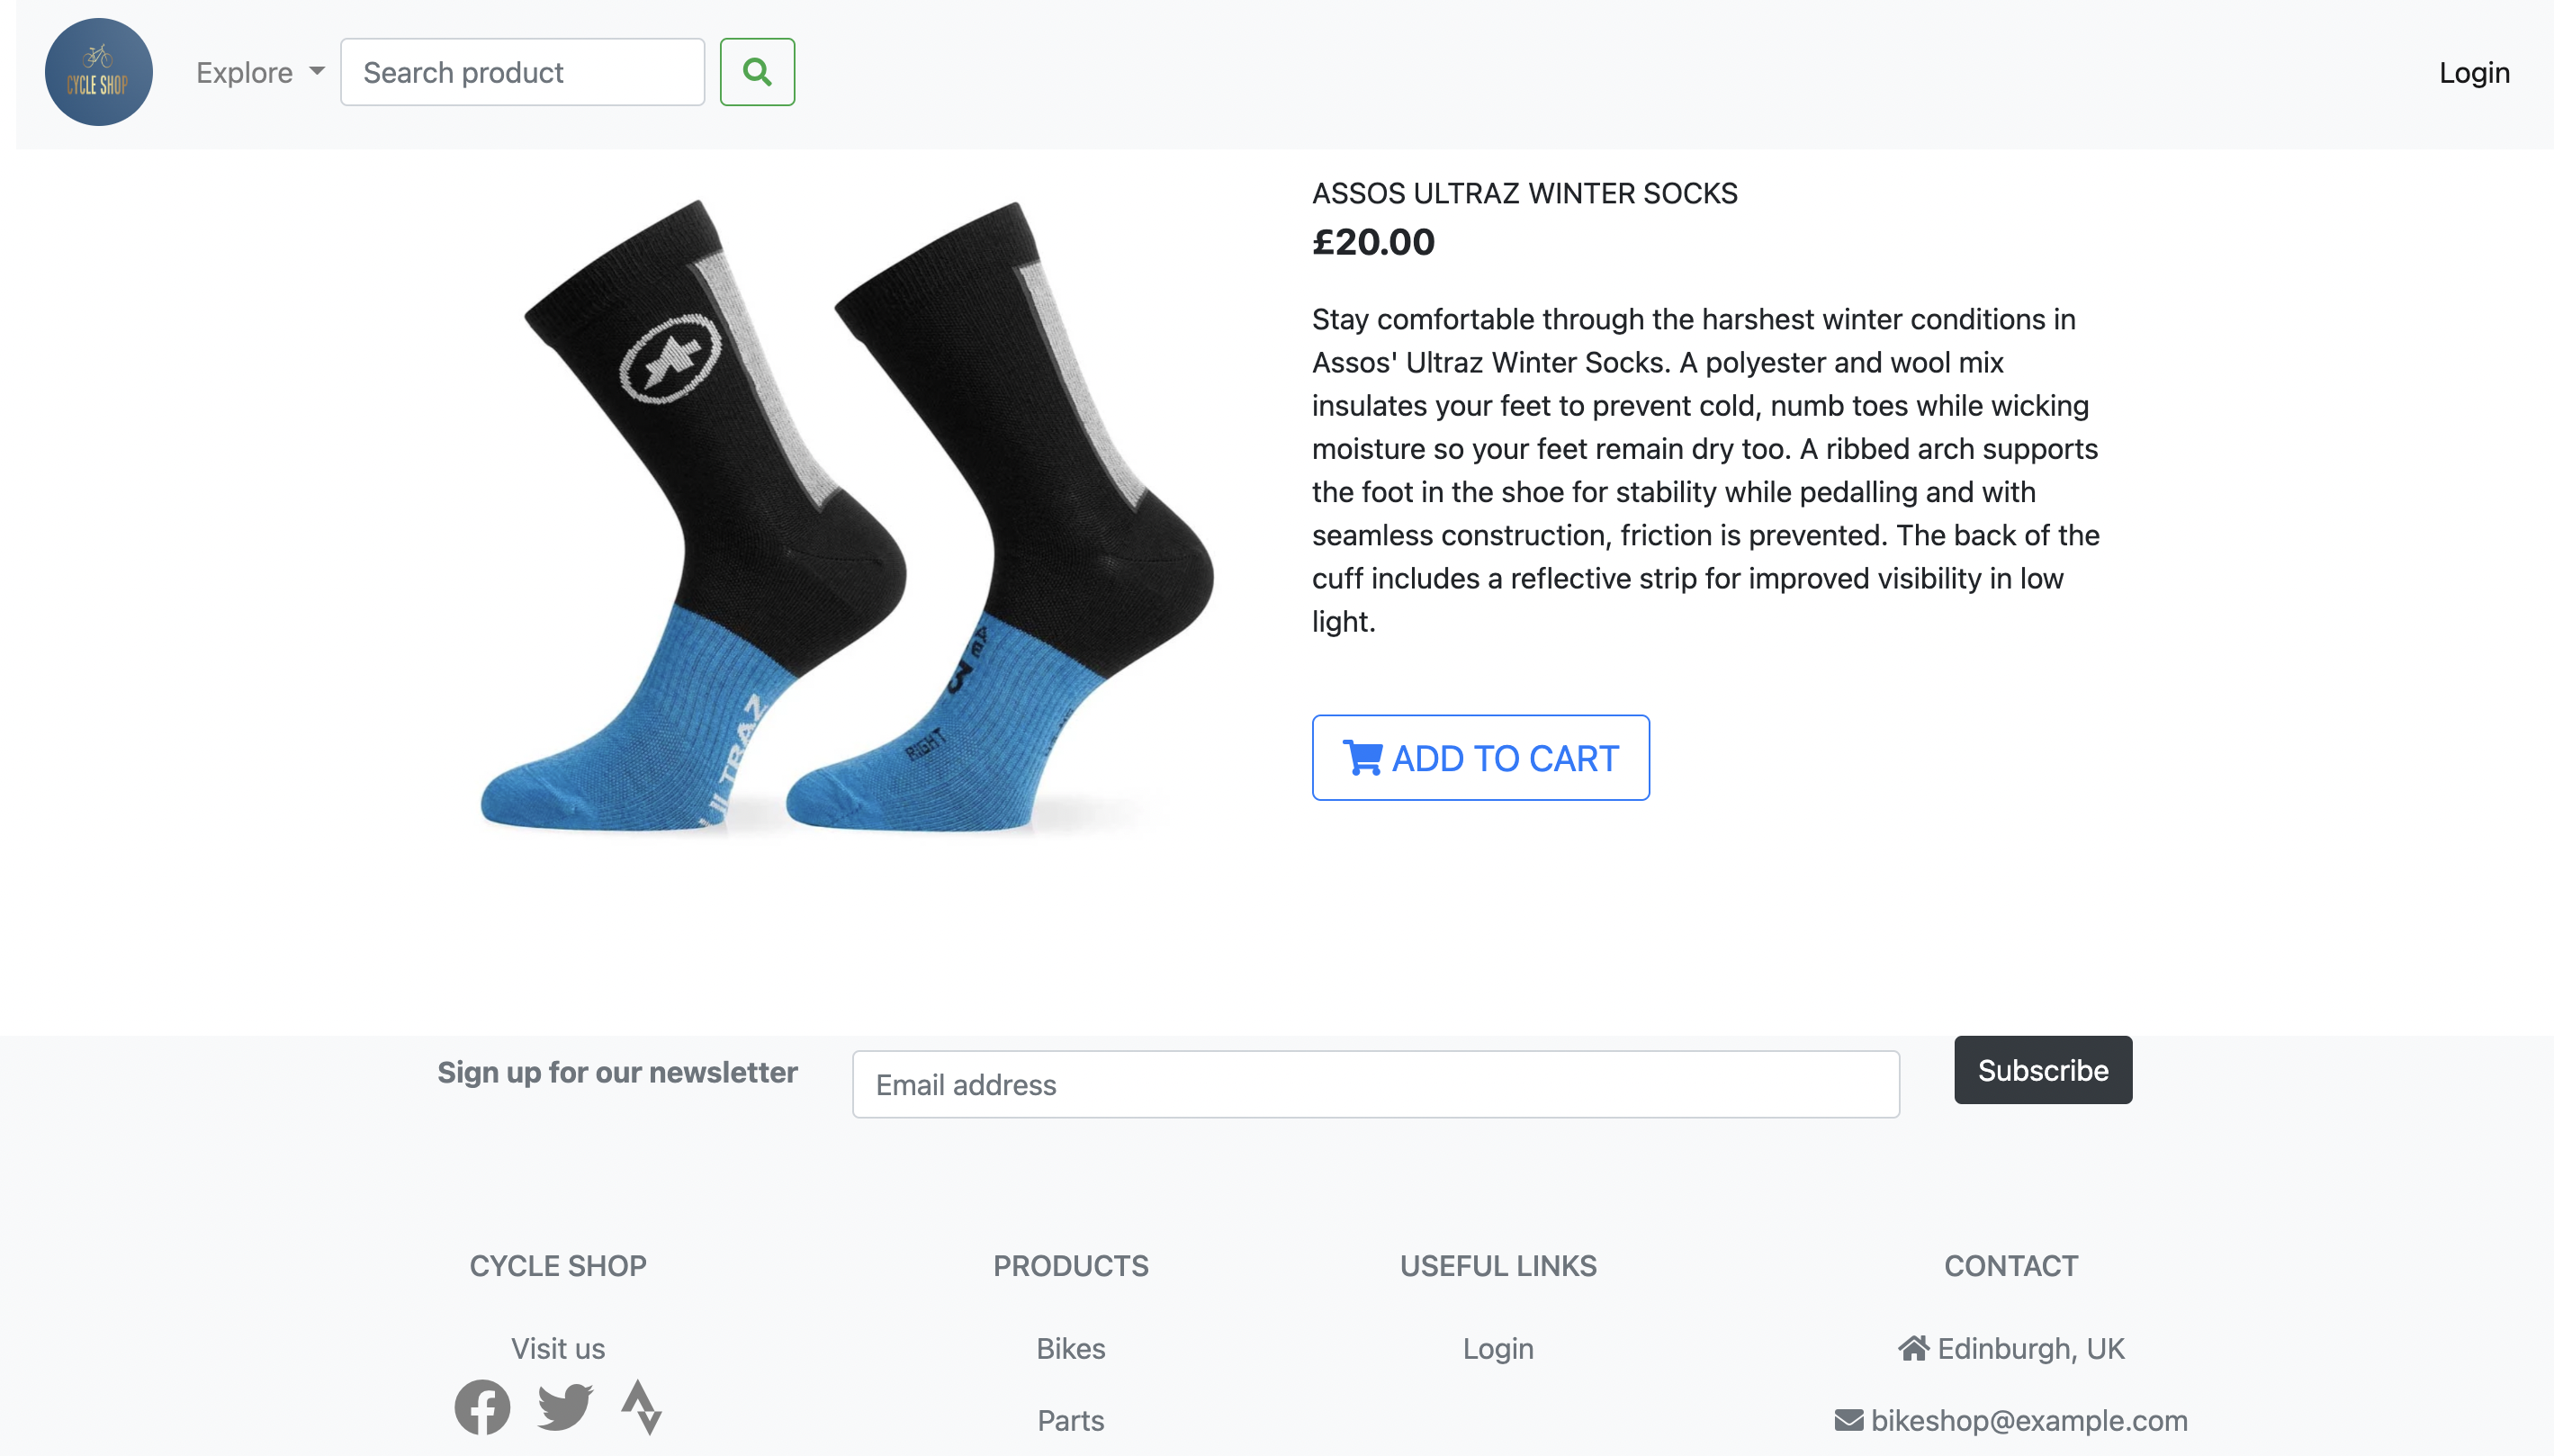 CYCLE SHOP
Explore
Search product
Login
ASSOS ULTRAZ WINTER SOCKS
£20.00
Stay comfortable through the harshest winter conditions in
Assos' Ultraz Winter Socks. A polyester and wool mix
insulates your feet to prevent cold, numb toes while wicking
moisture so your feet remain dry too. A ribbed arch supports
the foot in the shoe for stability while pedalling and with
seamless construction, friction is prevented. The back of the
cuff includes a reflective strip for improved visibility in low
light.
ULTRAZ
3
RIGHT
ADD TO CART
Sign up for our newsletter
Email address
Subscribe
CYCLE SHOP
PRODUCTS
USEFUL LINKS
CONTACT
Visit us
Bikes
Login
Edinburgh, UK
Parts
bikeshop@example.com